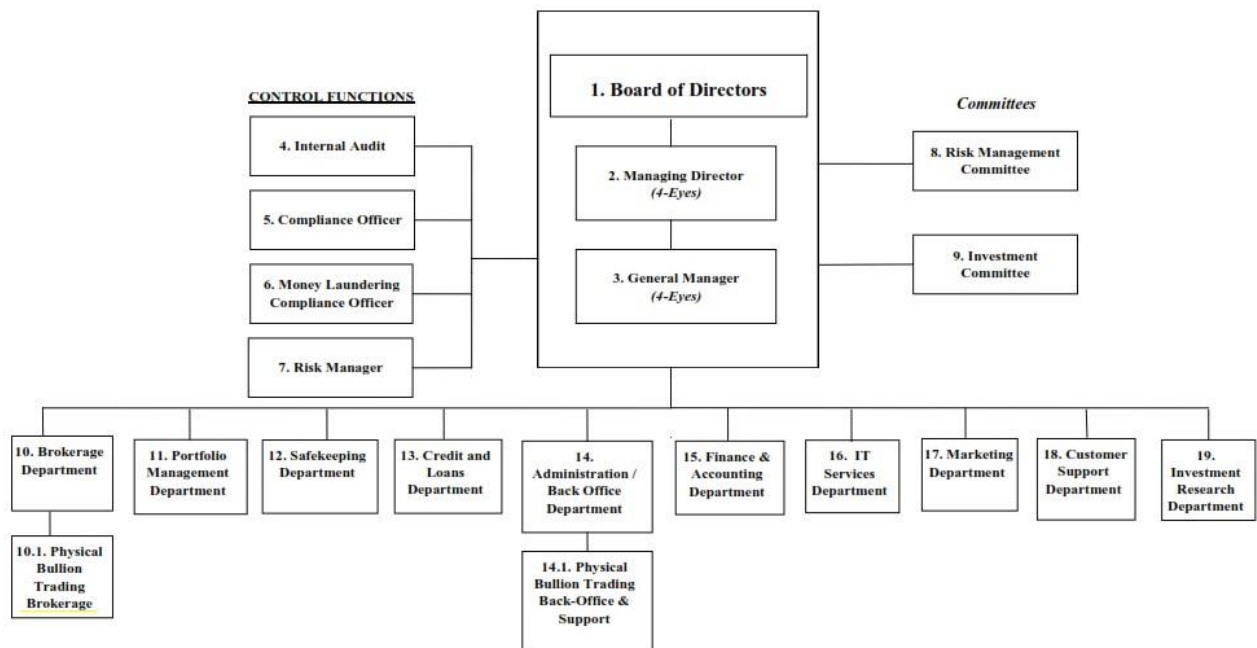 1. Board of Directors
CONTROL FUNCTIONS
Committees
4. Internal Audit
2. Managing Director
(4-Eyes)
8. Risk Management
Committee
5. Compliance Officer
3. General Manager
(4-Eyes)
9. Investment
Committee
6. Money Laundering
Compliance Officer
7. Risk Manager
10. Brokerage
Department
11. Portfolio
Management
Department
12. Safekeeping
Department
13. Credit and
Loans
Department
14.
Administration /
Back Office
Department
15. Finance &
Accounting
Department
16. IT
Services
Department
17. Marketing
Department
18. Customer
Support
Department
19.
Investment
Research
Department
10.1. Physical
Bullion
Trading
Brokerage
14.1. Physical
Bullion Trading
Back-Office &
Support